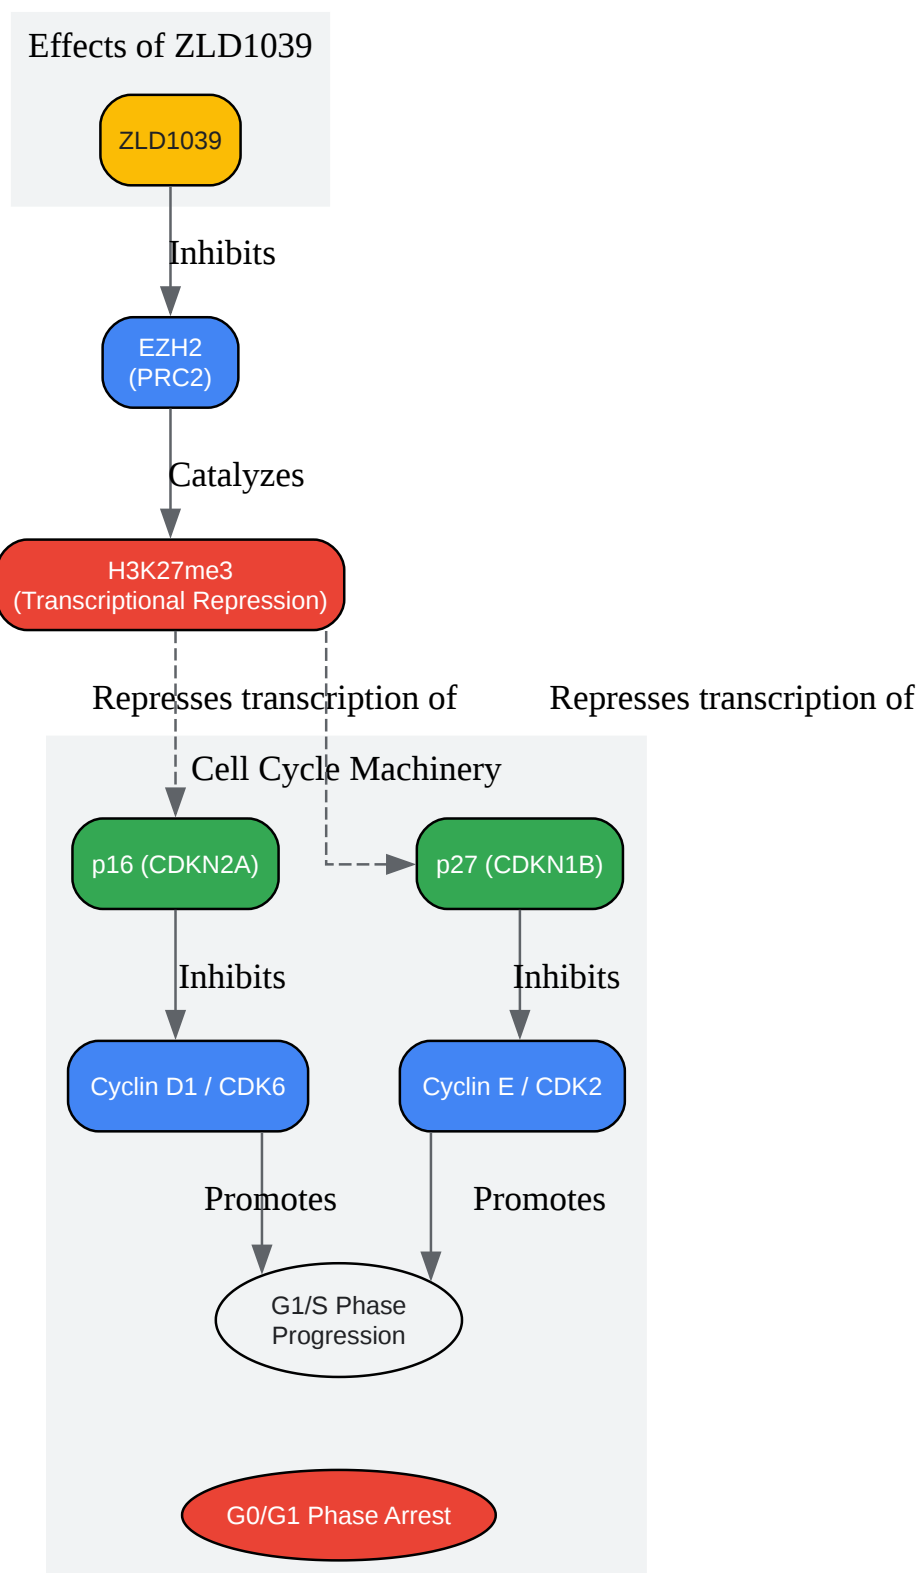 Effects of ZLD1039
ZLD1039
Inhibits
EZH2
(PRC2)
Catalyzes
H3K27me3
(Transcriptional Repression)
Represses transcription of
Represses transcription of
Cell Cycle Machinery
p16 (CDKN2A)
p27 (CDKN1B)
Inhibits
Inhibits
Cyclin D1 / CDK6
Cyclin E / CDK2
Promotes
Promotes
G1/S Phase
Progression
G0/G1 Phase Arrest